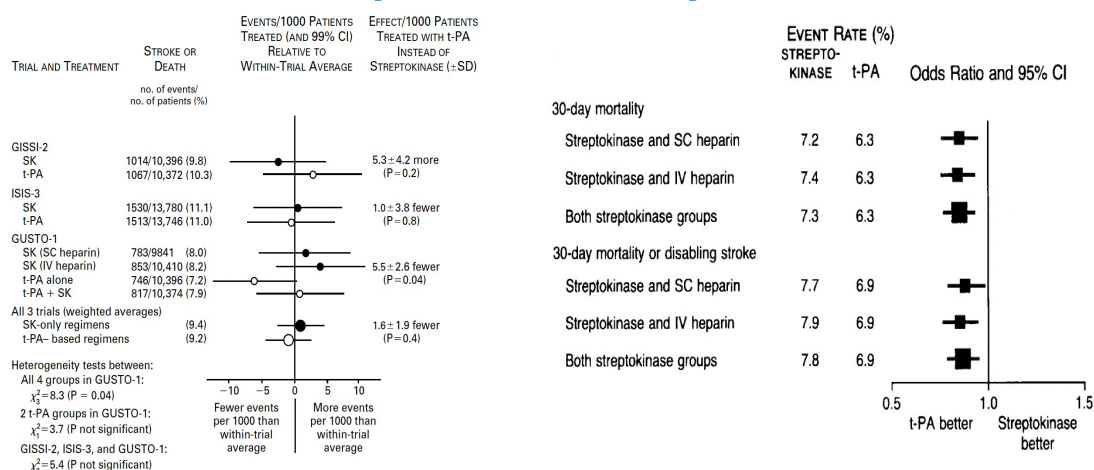 EVENTS/1000 PATIENTS
TREATED (AND 99% CI)
RELATIVE TO
WITHIN-TRIAL AVERAGE
EFFECT/1000 PATIENTS
TREATED WITH t-PA
INSTEAD OF
STREPTOKINASE (±SD)
STROKE OR
DEATH
TRIAL AND TREATMENT
no. of events/
no. of patients (%)
GISSI-2
SK 1014/10,396 (9.8)
t-PA 1067/10,372 (10.3)
5.3±4.2 more
(P=0.2)
ISIS-3
SK 1530/13,780 (11.1)
t-PA 1513/13,746 (11.0)
1.0±3.8 fewer
(P=0.8)
GUSTO-1
SK (SC heparin) 783/9841 (8.0)
SK (IV heparin) 853/10,410 (8.2)
t-PA alone 746/10,396 (7.2)
t-PA + SK 817/10,374 (7.9)
5.5±2.6 fewer
(P=0.04)
All 3 trials (weighted averages)
SK-only regimens (9.4)
t-PA– based regimens (9.2)
1.6±1.9 fewer
(P=0.4)
Heterogeneity tests between:
All 4 groups in GUSTO-1:
χ²₃=8.3 (P = 0.04)
2 t-PA groups in GUSTO-1:
χ²₁=3.7 (P not significant)
GISSI-2, ISIS-3, and GUSTO-1:
=5.4 (P not significant)
−10 −5 0 5 10
Fewer events
per 1000 than
within-trial
average
More events
per 1000 than
within-trial
average
EVENT RATE (%)
STREPTO-
KINASE t-PA Odds Ratio and 95% CI
30-day mortality
Streptokinase and SC heparin 7.2 6.3
Streptokinase and IV heparin 7.4 6.3
Both streptokinase groups 7.3 6.3
30-day mortality or disabling stroke
Streptokinase and SC heparin 7.7 6.9
Streptokinase and IV heparin 7.9 6.9
Both streptokinase groups 7.8 6.9
0.5 1.0 1.5
t-PA better
Streptokinase
better